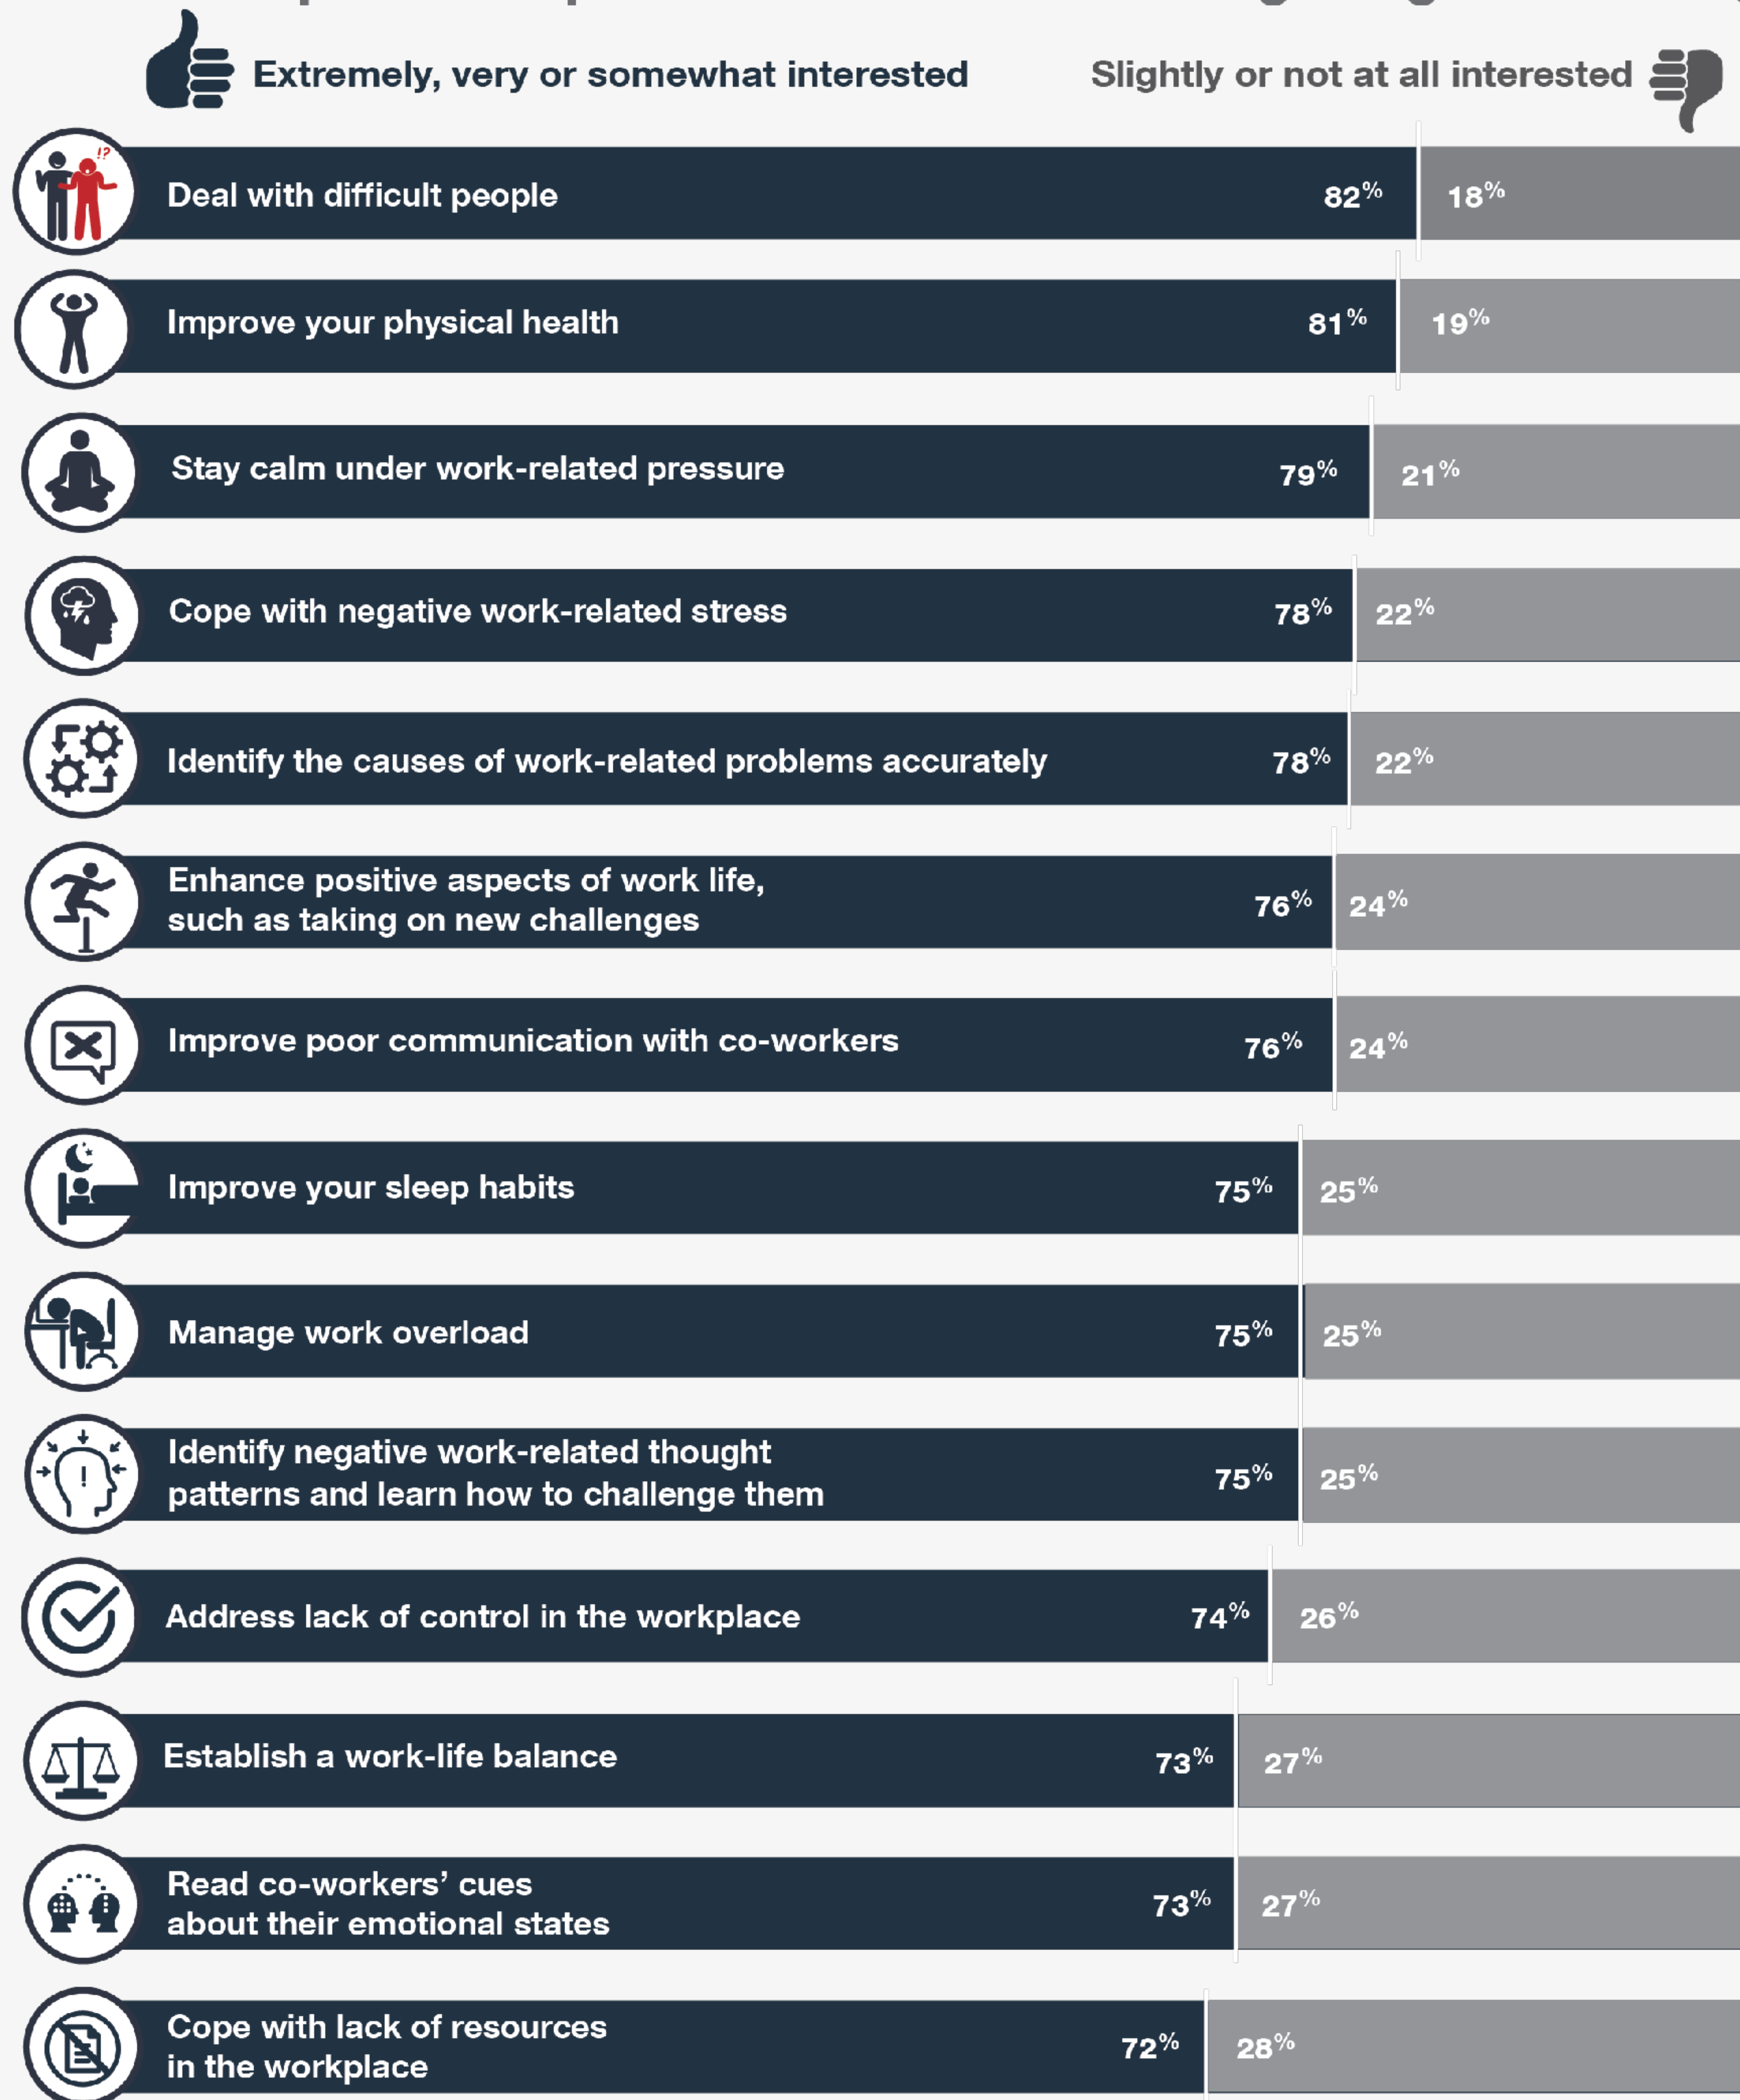 Extremely, very or somewhat interested
Slightly or not at all interested
!?
Deal with difficult people
82%
18%
Improve your physical health
81%
19%
Stay calm under work-related pressure
79%
21%
Cope with negative work-related stress
78%
22%
Identify the causes of work-related problems accurately
78%
22%
Enhance positive aspects of work life,
such as taking on new challenges
76%
24%
Improve poor communication with co-workers
76%
24%
Improve your sleep habits
75%
25%
Manage work overload
75%
25%
!
Identify negative work-related thought
patterns and learn how to challenge them
75%
25%
Address lack of control in the workplace
74%
26%
Establish a work-life balance
73%
27%
Read co-workers’ cues
about their emotional states
73%
27%
Cope with lack of resources
in the workplace
72%
28%